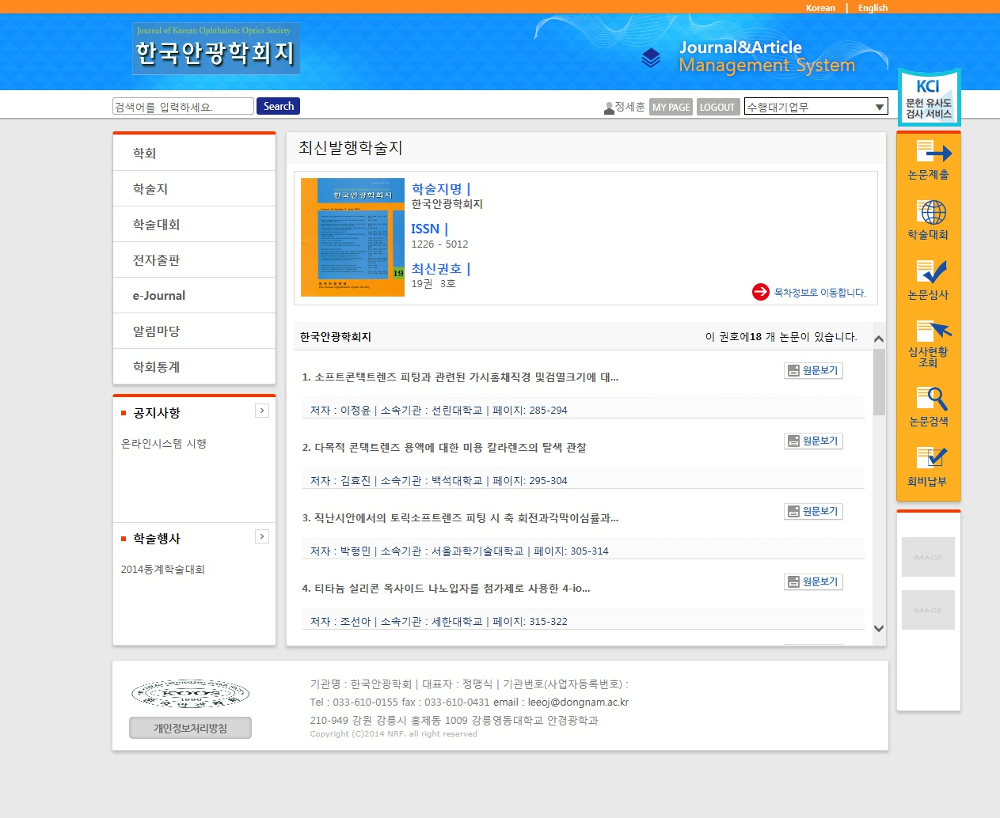 Korean | English
Journal of Korean Ophthalmic Optics Society
한국안광학회지
Journal&Article
Management System
KCI
문헌 유사도
검사 서비스
검색어를 입력하세요.
Search
정세훈
MY PAGE
LOGOUT
수행대기업무
학회
학술지
학술대회
전자출판
e-Journal
알림마당
학회통계
공지사항
온라인시스템 시행
학술행사
2014동계학술대회
최신발행학술지
한국안광학회지
19
학술지명 |
한국안광학회지
ISSN |
1226 - 5012
최신권호 |
19권 3호
목차정보로 이동합니다.
한국안광학회지
이 권호에18 개 논문이 있습니다.
1. 소프트콘택트렌즈 피팅과 관련된 가시홍채직경 및검열크기에 대...
원문보기
저자 : 이정윤 | 소속기관 : 선린대학교 | 페이지: 285-294
2. 다목적 콘택트렌즈 용액에 대한 미용 칼라렌즈의 탈색 관찰
원문보기
저자 : 김효진 | 소속기관 : 백석대학교 | 페이지: 295-304
3. 직난시안에서의 토릭소프트렌즈 피팅 시 축 회전과각막이심률과...
원문보기
저자 : 박형민 | 소속기관 : 서울과학기술대학교 | 페이지: 305-314
4. 티타늄 실리콘 옥사이드 나노입자를 첨가제로 사용한 4-io...
원문보기
저자 : 조선아 | 소속기관 : 세한대학교 | 페이지: 315-322
논문제출
학술대회
논문심사
심사현황
조회
논문검색
회비납부
IMAGE
IMAGE
KOOS
1990
개인정보처리방침
기관명 : 한국안광학회 | 대표자 : 정맹식 | 기관번호(사업자등록번호) :
Tel : 033-610-0155 fax : 033-610-0431 email : leeoj@dongnam.ac.kr
210-949 강원 강릉시 홍제동 1009 강릉영동대학교 안경광학과
Copyright (C)2014 NRF. all right reserved